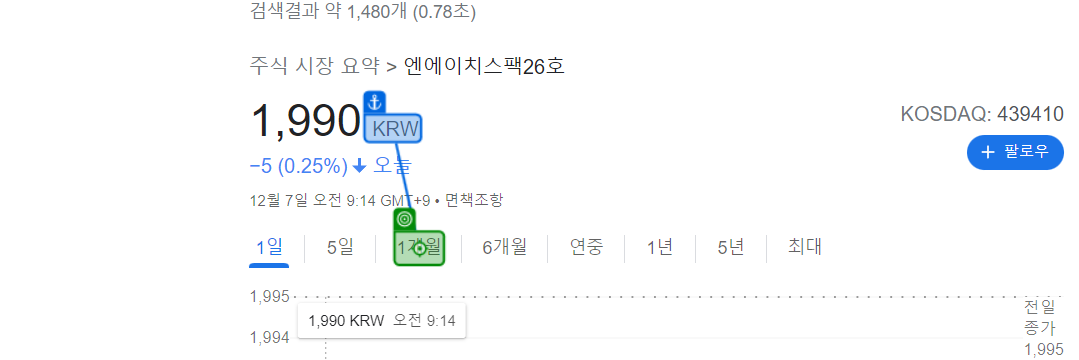 검색결과 약 1,480개 (0.78초)
주식 시장 요약 > 엔에이치스팩26호
1,990 KRW
KOSDAQ: 439410
−5 (0.25%) ↓ 오늘
+ 팔로우
12월 7일 오전 9:14 GMT+9 • 면책조항
1일 5일 1개월 6개월 연중 1년 5년 최대
1,995
전일
종가
1,995
1,990 KRW 오전 9:14
1,994